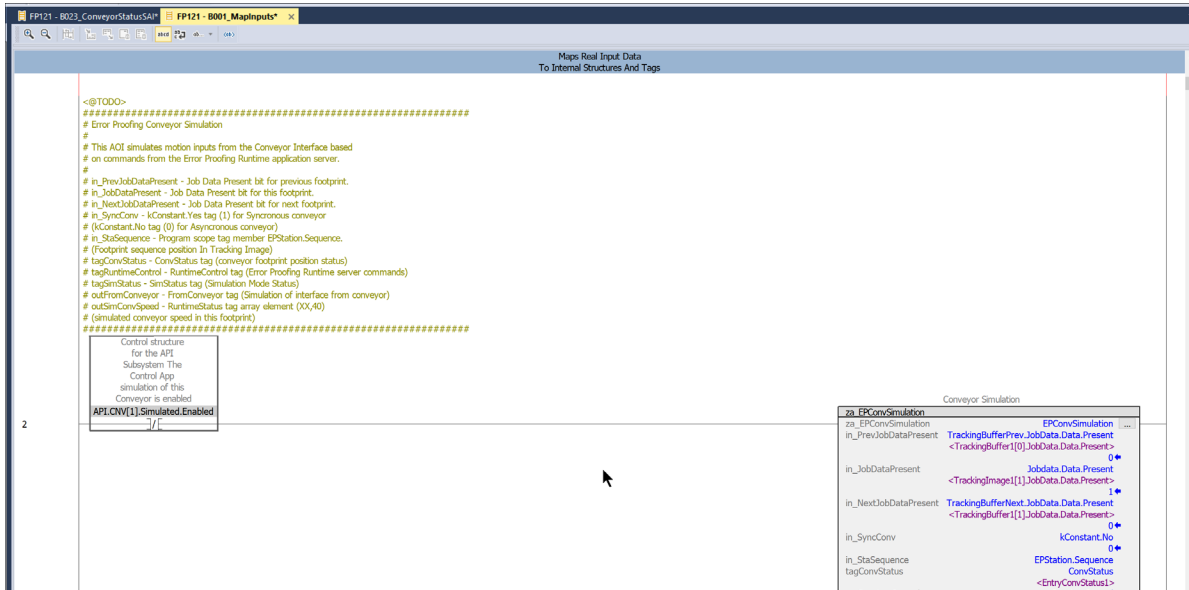 FP121 - B023_ConveyorStatusSAI*
FP121 - B001_MapInputs*
Maps Real Input Data
To Internal Structures And Tags
<@TODO>
################################################################
# Error Proofing Conveyor Simulation
#
# This AOI simulates motion inputs from the Conveyor Interface based
# on commands from the Error Proofing Runtime application server.
#
# in_PrevJobDataPresent - Job Data Present bit for previous footprint.
# in_JobDataPresent - Job Data Present bit for this footprint.
# in_NextJobDataPresent - Job Data Present bit for next footprint.
# in_SyncConv - kConstant.Yes tag (1) for Syncronous conveyor
# (kConstant.No tag (0) for Asyncronous conveyor)
# in_StaSequence - Program scope tag member EPStation.Sequence.
# (Footprint sequence position In Tracking Image)
# tagConvStatus - ConvStatus tag (conveyor footprint position status)
# tagRuntimeControl - RuntimeControl tag (Error Proofing Runtime server commands)
# tagSimStatus - SimStatus tag (Simulation Mode Status)
# outFromConveyor - FromConveyor tag (Simulation of interface from conveyor)
# outSimConvSpeed - RuntimeStatus tag array element (XX,40)
# (simulated conveyor speed in this footprint)
################################################################
Control structure
for the API
Subsystem The
Control App
simulation of this
Conveyor is enabled
API.CNV[1].Simulated.Enabled
2
Conveyor Simulation
za_EPConvSimulation
za_EPConvSimulation EPConvSimulation ...
in_PrevJobDataPresent TrackingBufferPrev.JobData.Data.Present
<TrackingBuffer1[0].JobData.Data.Present>
0
in_JobDataPresent Jobdata.Data.Present
<TrackingImage1[1].JobData.Data.Present>
1
in_NextJobDataPresent TrackingBufferNext.JobData.Data.Present
<TrackingBuffer1[1].JobData.Data.Present>
0
in_SyncConv kConstant.No
0
in_StaSequence EPStation.Sequence
tagConvStatus ConvStatus
<EntryConvStatus1>